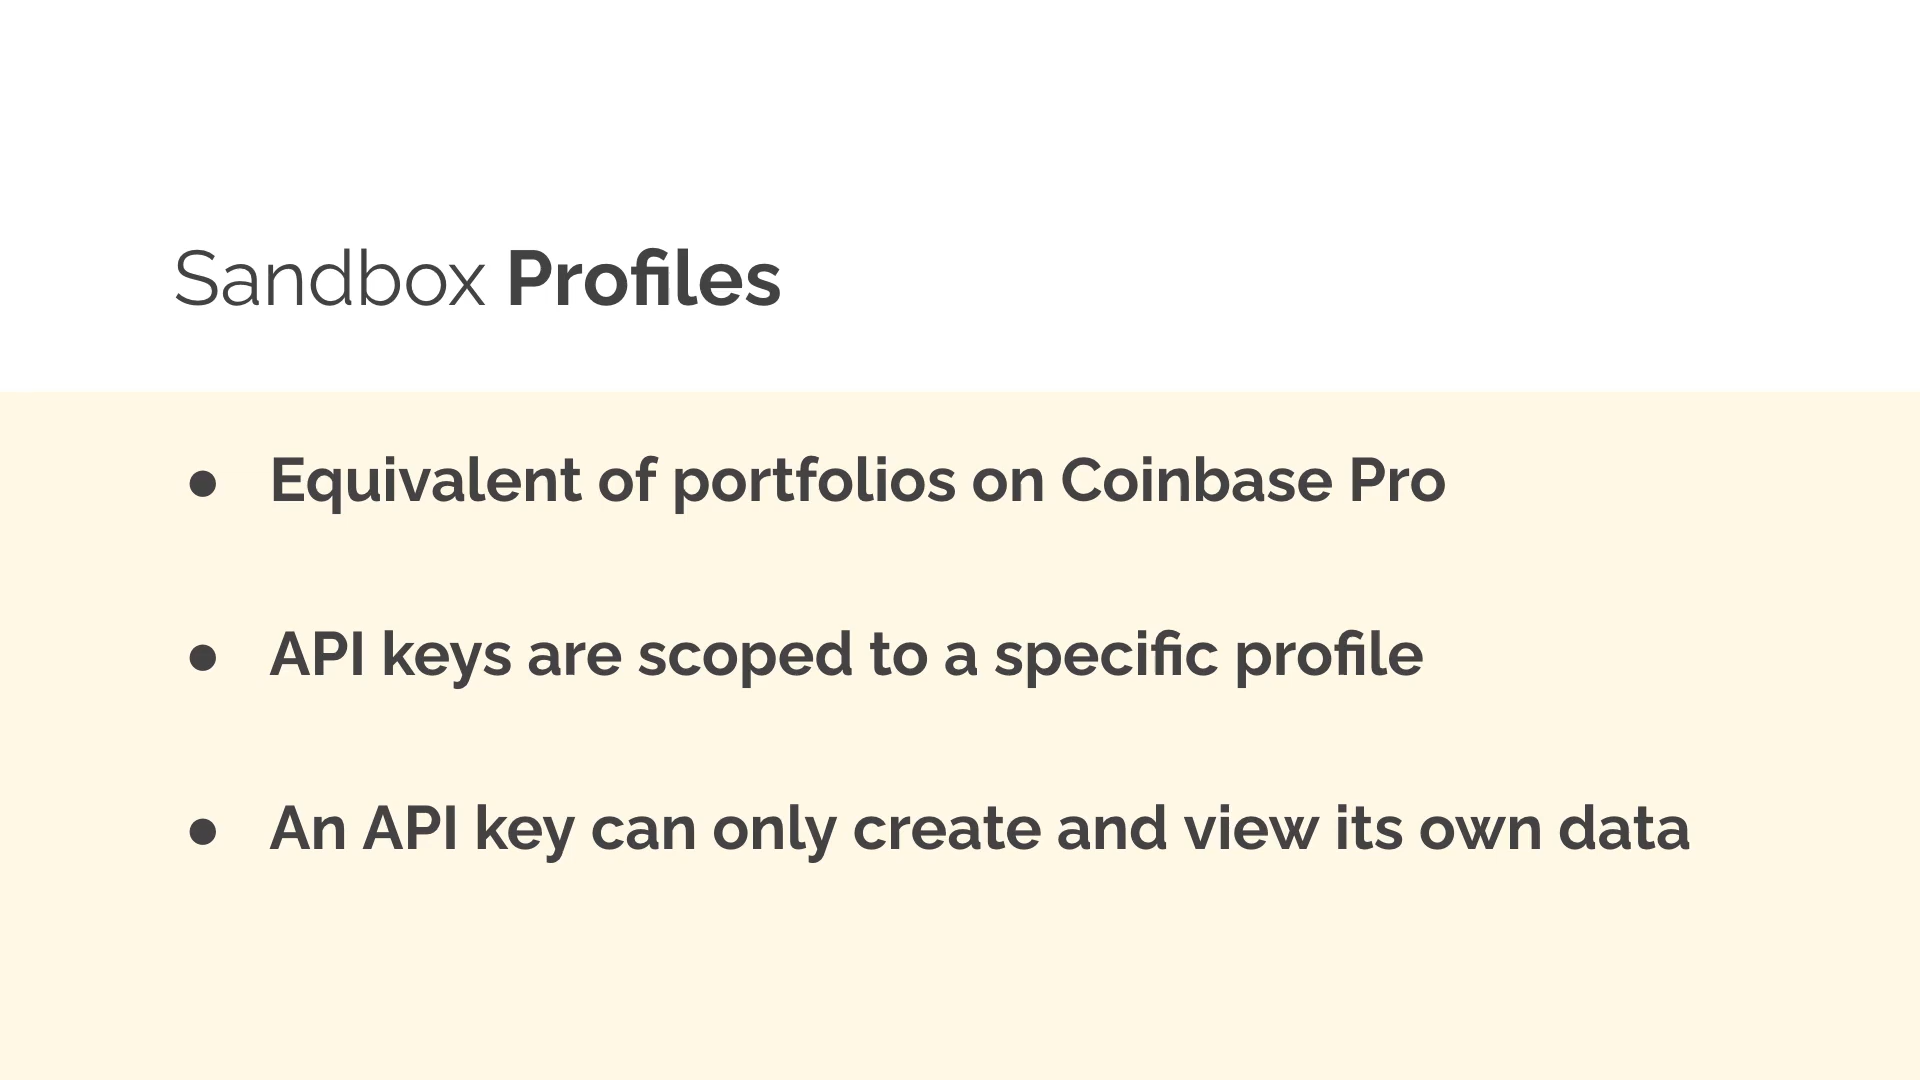 Sandbox Profiles
● Equivalent of portfolios on Coinbase Pro
● API keys are scoped to a specific profile
● An API key can only create and view its own data